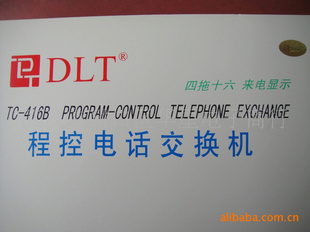 DLT®
四拖十六 来电显示
TC-416B PROGRAM-CONTROL TELEPHONE EXCHANGE
程控电话交换机
alibaba.com.cn